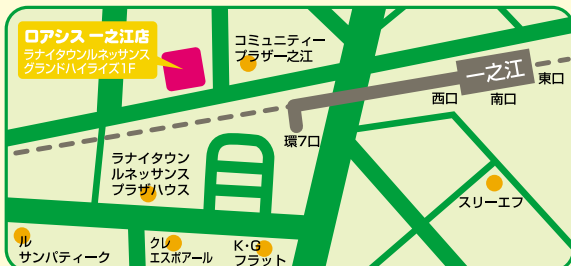 ロアシス 一之江店
ラナイタウンルネッサンス
グランドハイライズ1F
コミュニティー
プラザ一之江
一之江
東口
西口
南口
環7口
ラナイタウン
ルネッサンス
プラザハウス
スリーエフ
ル
サンパティーク
クレ
エスポアール
K・G
フラット